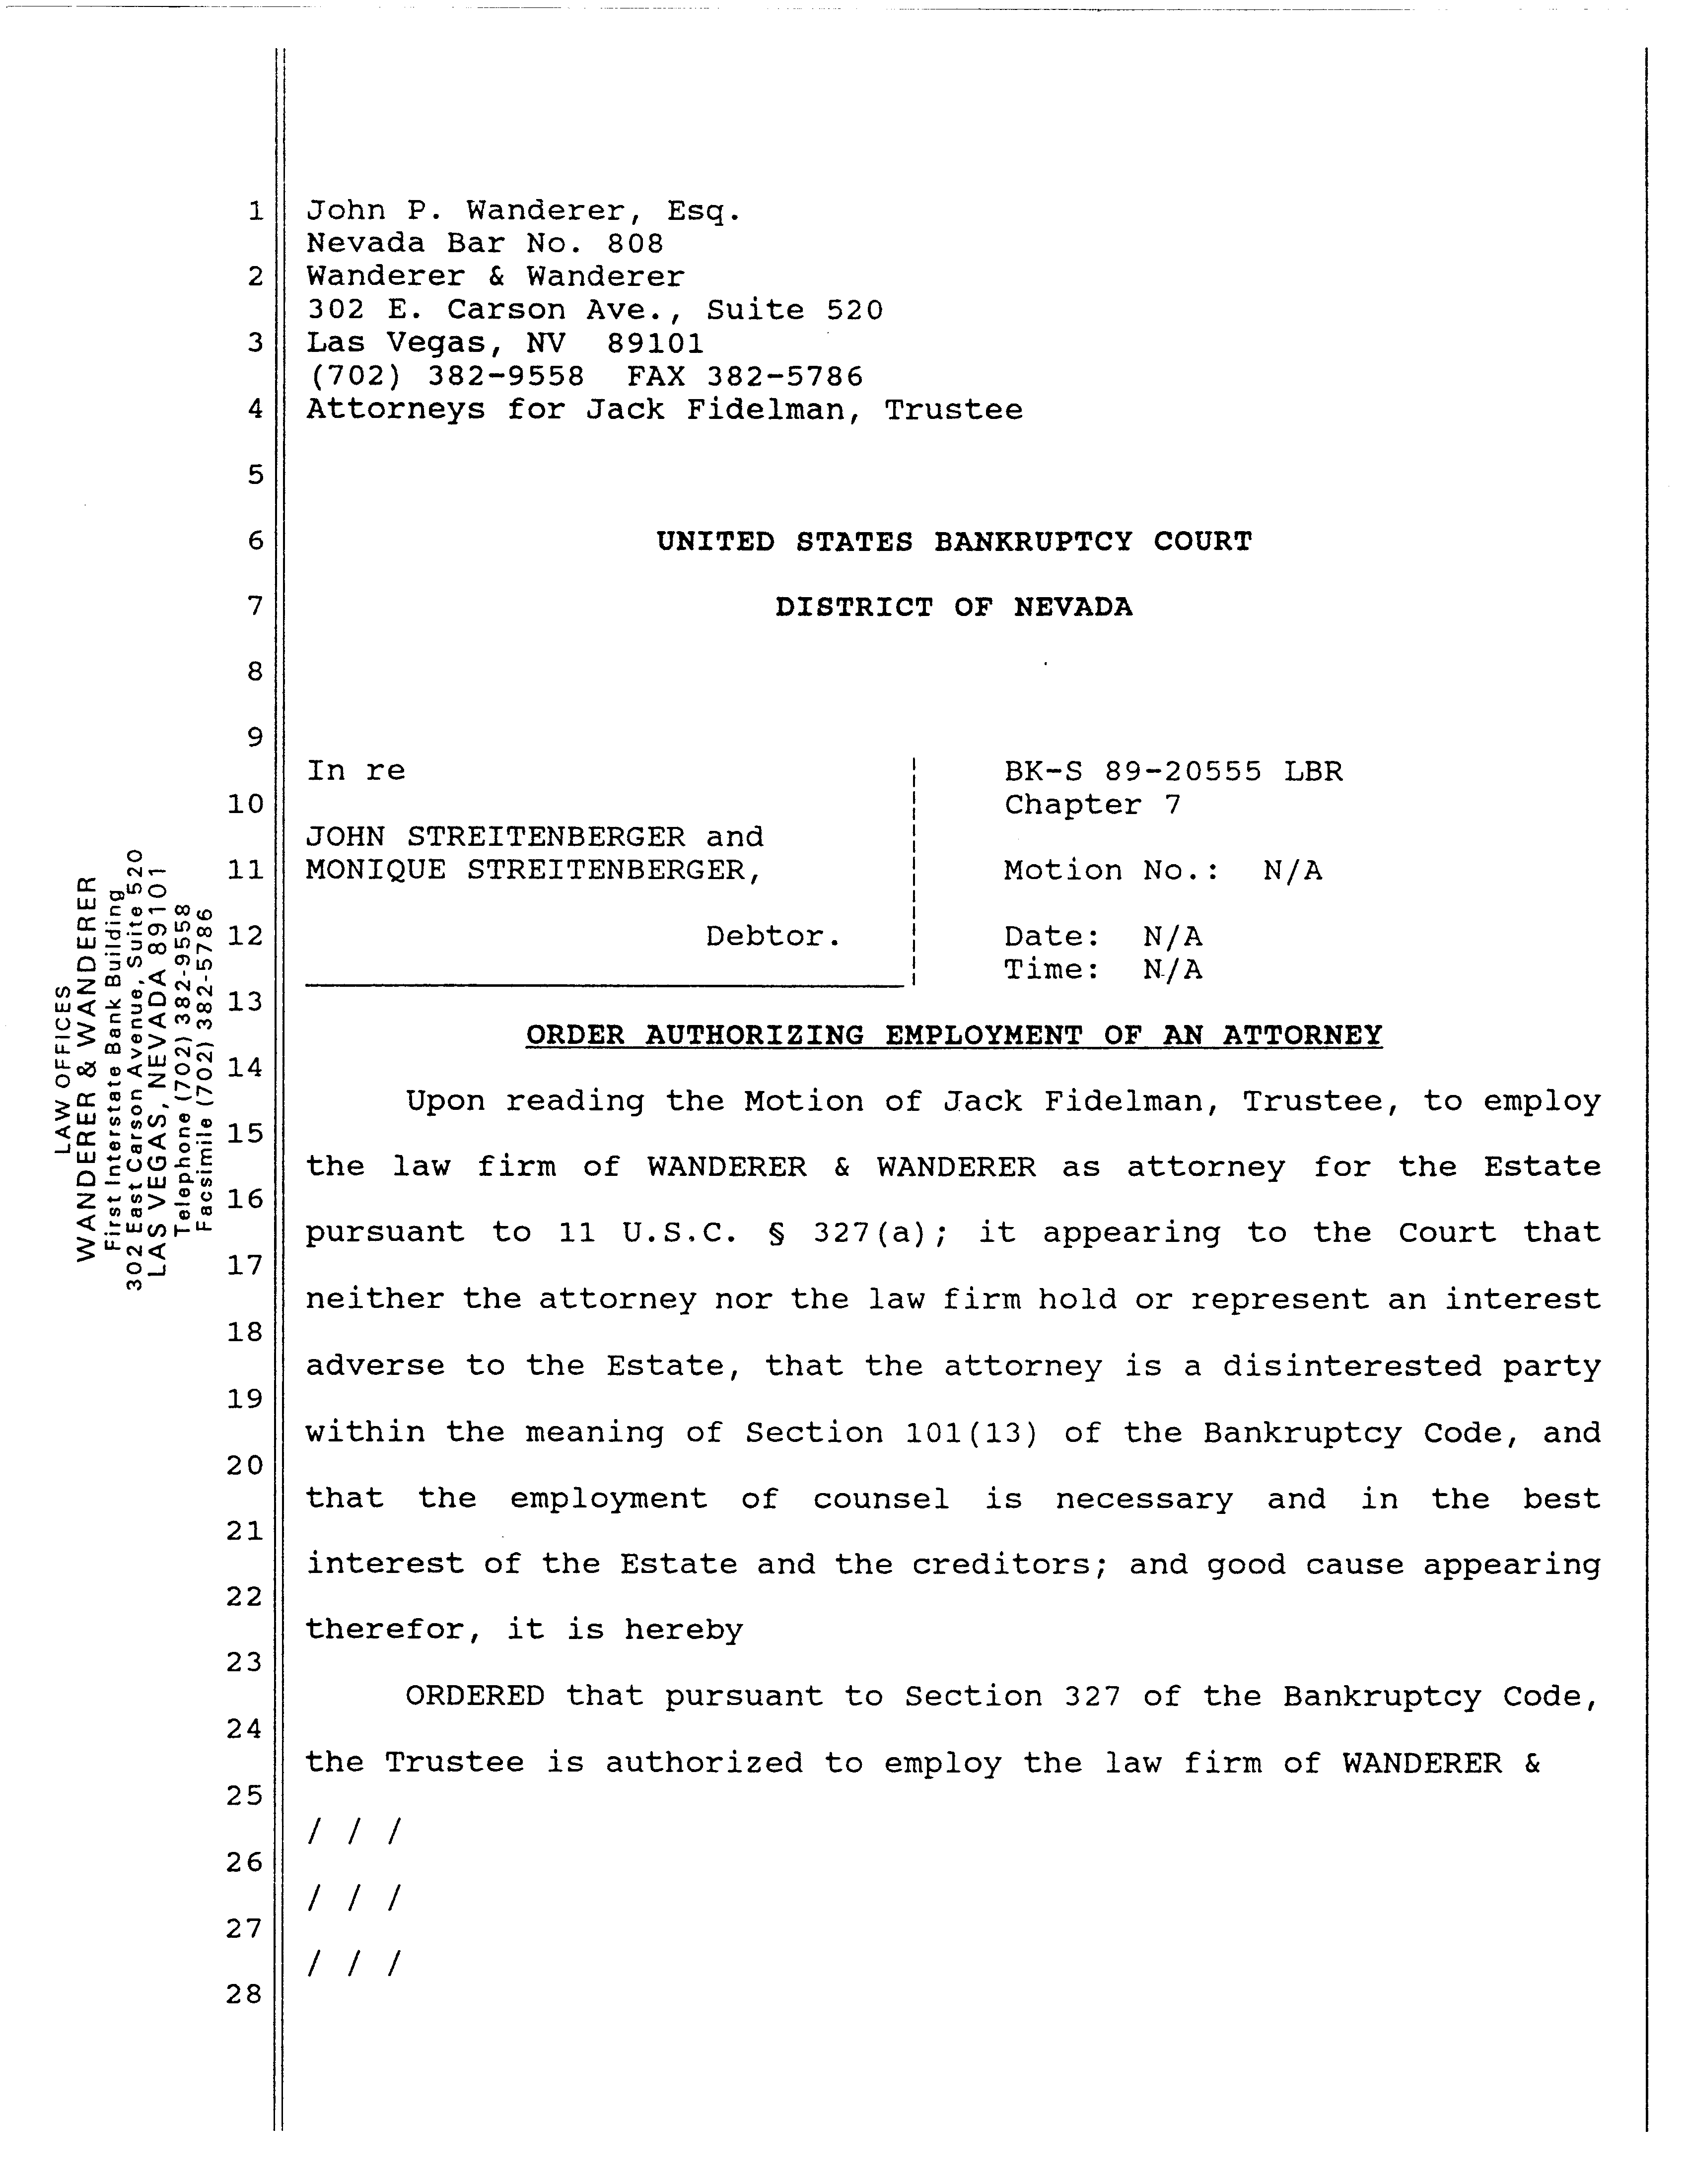 1 John P. Wanderer, Esq.
Nevada Bar No. 808
2 Wanderer & Wanderer
302 E. Carson Ave., Suite 520
3 Las Vegas, NV 89101
(702) 382-9558 FAX 382-5786
4 Attorneys for Jack Fidelman, Trustee
5
6 UNITED STATES BANKRUPTCY COURT
7 DISTRICT OF NEVADA
8
9
In re BK-S 89-20555 LBR
10 Chapter 7
JOHN STREITENBERGER and
11 MONIQUE STREITENBERGER, Motion No.: N/A
12 Debtor. Date: N/A
Time: N/A
13
ORDER AUTHORIZING EMPLOYMENT OF AN ATTORNEY
14
Upon reading the Motion of Jack Fidelman, Trustee, to employ
15
the law firm of WANDERER & WANDERER as attorney for the Estate
16
pursuant to 11 U.S.C. § 327(a); it appearing to the Court that
17
neither the attorney nor the law firm hold or represent an interest
18
adverse to the Estate, that the attorney is a disinterested party
19
within the meaning of Section 101(13) of the Bankruptcy Code, and
20
that the employment of counsel is necessary and in the best
21
interest of the Estate and the creditors; and good cause appearing
22
therefor, it is hereby
23
ORDERED that pursuant to Section 327 of the Bankruptcy Code,
24
the Trustee is authorized to employ the law firm of WANDERER &
25
/ / /
26
/ / /
27
/ / /
28
LAW OFFICES
WANDERER & WANDERER
First Interstate Bank Building
302 East Carson Avenue, Suite 520
LAS VEGAS, NEVADA 89101
Telephone (702) 382-9558
Facsimile (702) 382-5786